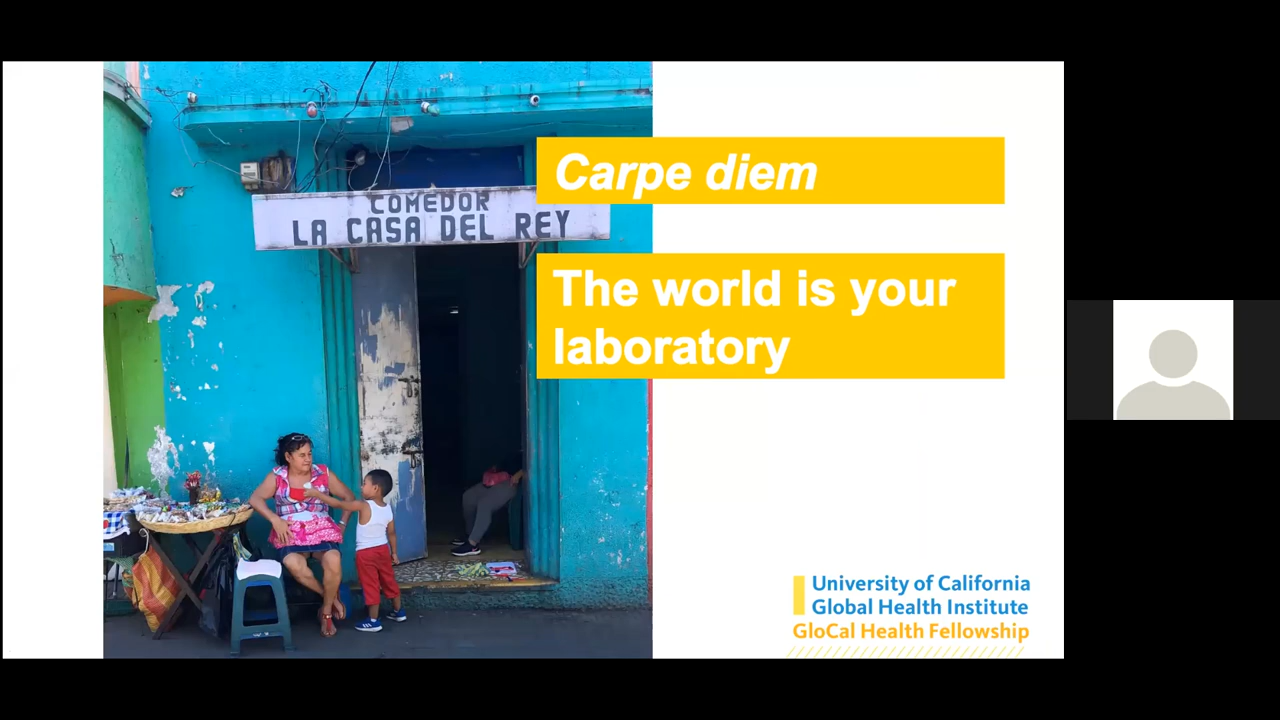 COMEDOR
LA CASA DEL REY
Carpe diem
The world is your
laboratory
University of California
Global Health Institute
GloCal Health Fellowship